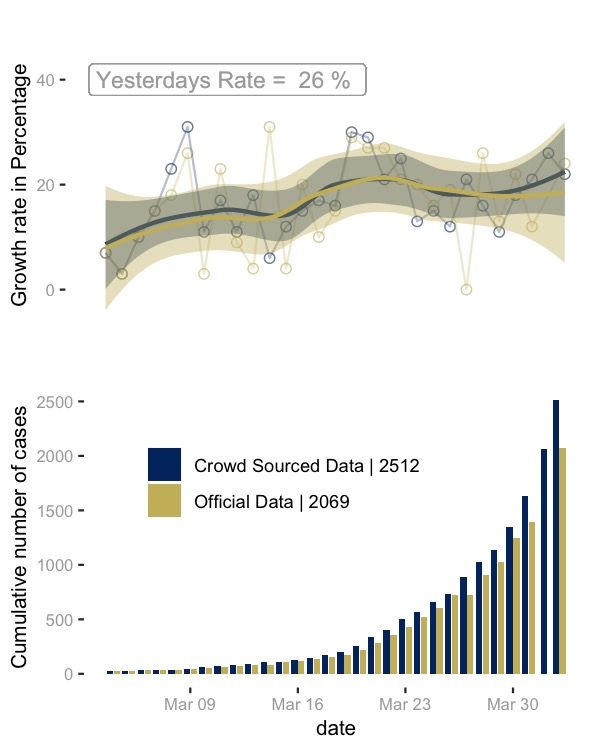 Growth rate in Percentage
40
20
0
Yesterdays Rate = 26 %
Cumulative number of cases
2500
2000
1500
1000
500
0
Crowd Sourced Data | 2512
Official Data | 2069
Mar 09 Mar 16 Mar 23 Mar 30
date